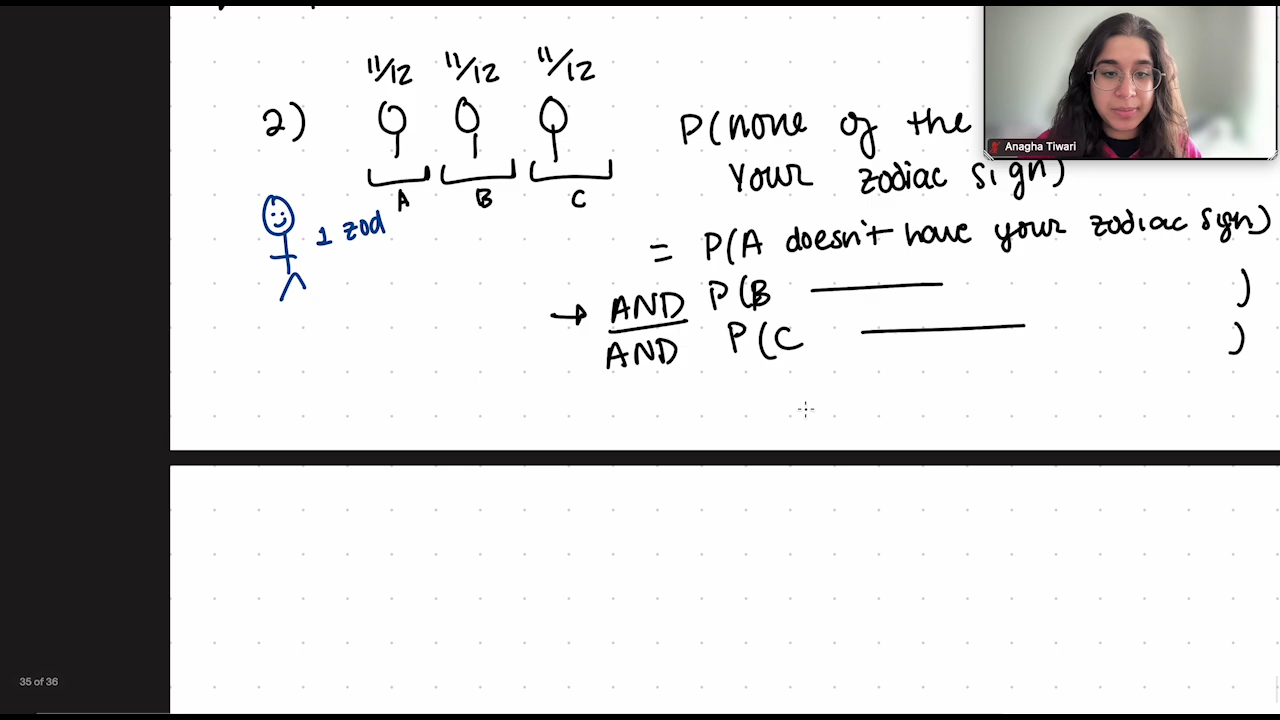 11/12 11/12 11/12
2)
P(none of the
Anagha Tiwari
your zodiac sign)
A B C
1 zod
= P(A doesn't have your zodiac sign)
→ AND P(B ——— )
AND P(C ——— )
35 of 36